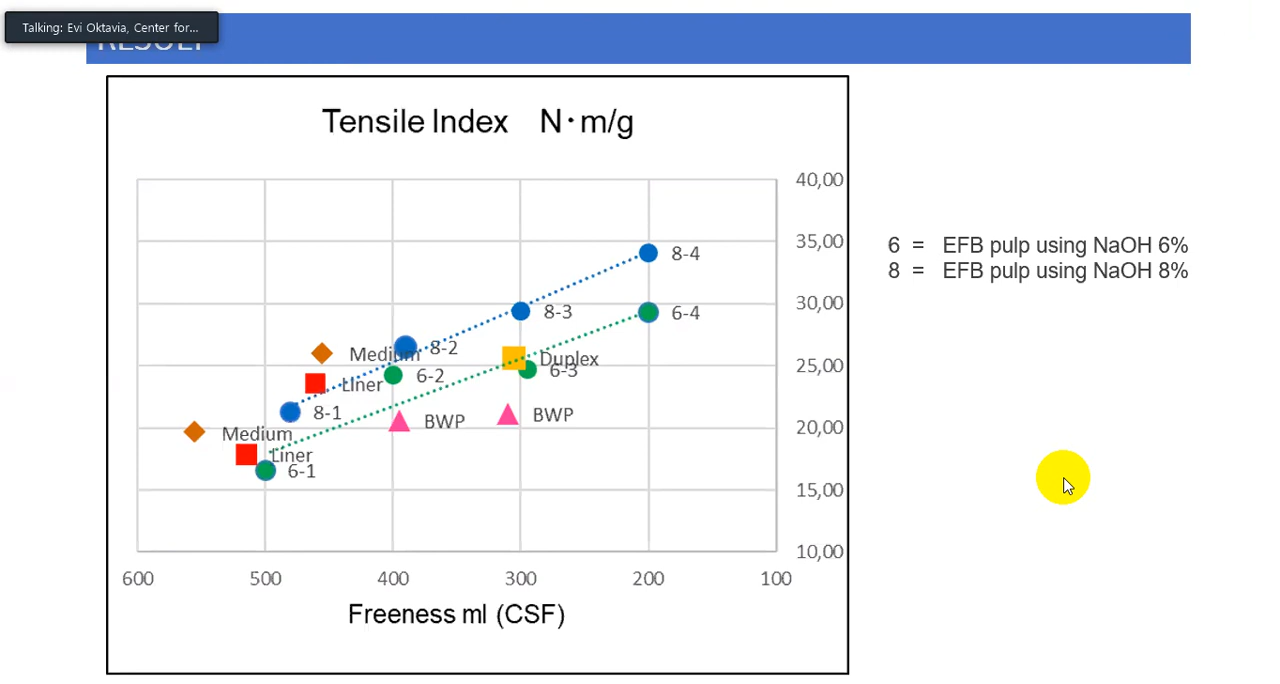 Talking: Evi Oktavia, Center for...
RESULT
Tensile Index N·m/g
40,00
35,00
30,00
25,00
20,00
15,00
10,00
8-4
8-3
6-4
Medium
8-2
Duplex
Liner
6-2
6-3
8-1
BWP
BWP
Medium
Liner
6-1
600 500 400 300 200 100
Freeness ml (CSF)
6 = EFB pulp using NaOH 6%
8 = EFB pulp using NaOH 8%